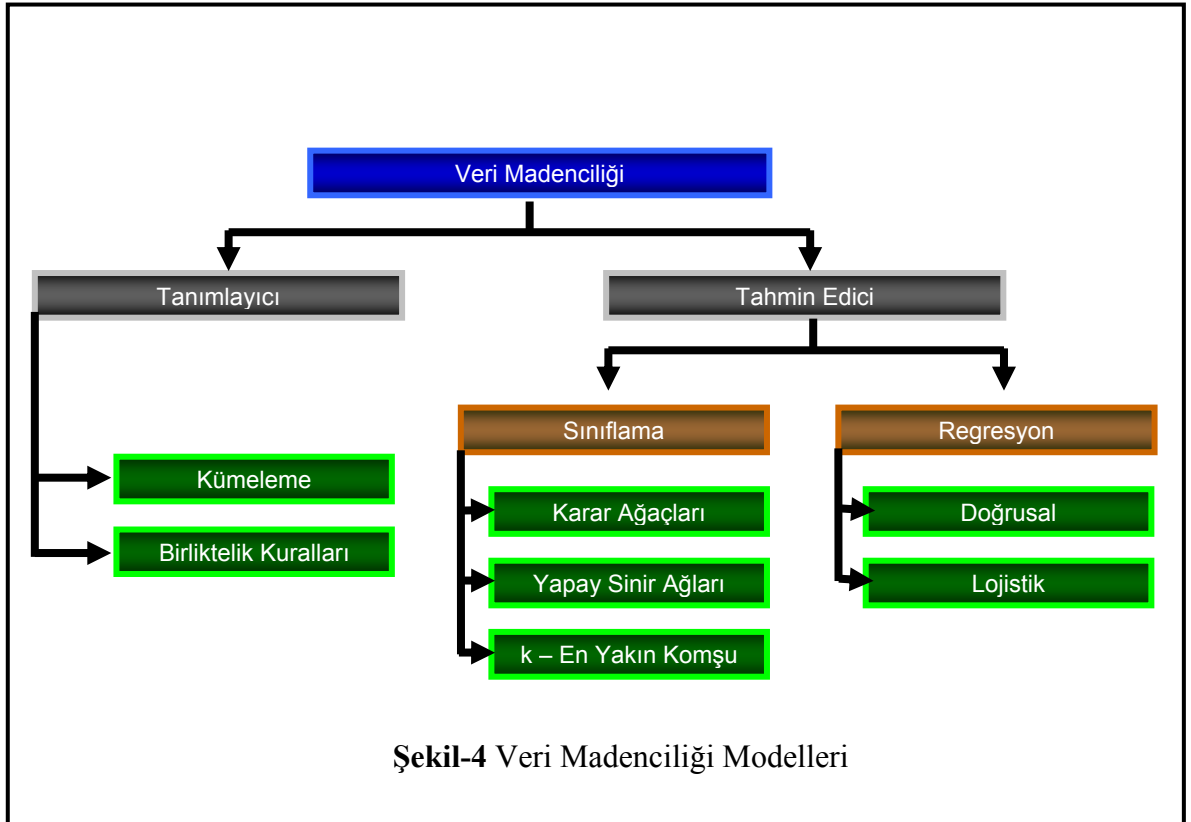 Veri Madenciliği
Tanımlayıcı
Tahmin Edici
Kümeleme
Birliktelik Kuralları
Sınıflama
Karar Ağaçları
Yapay Sinir Ağları
k – En Yakın Komşu
Regresyon
Doğrusal
Lojistik
Şekil-4 Veri Madenciliği Modelleri